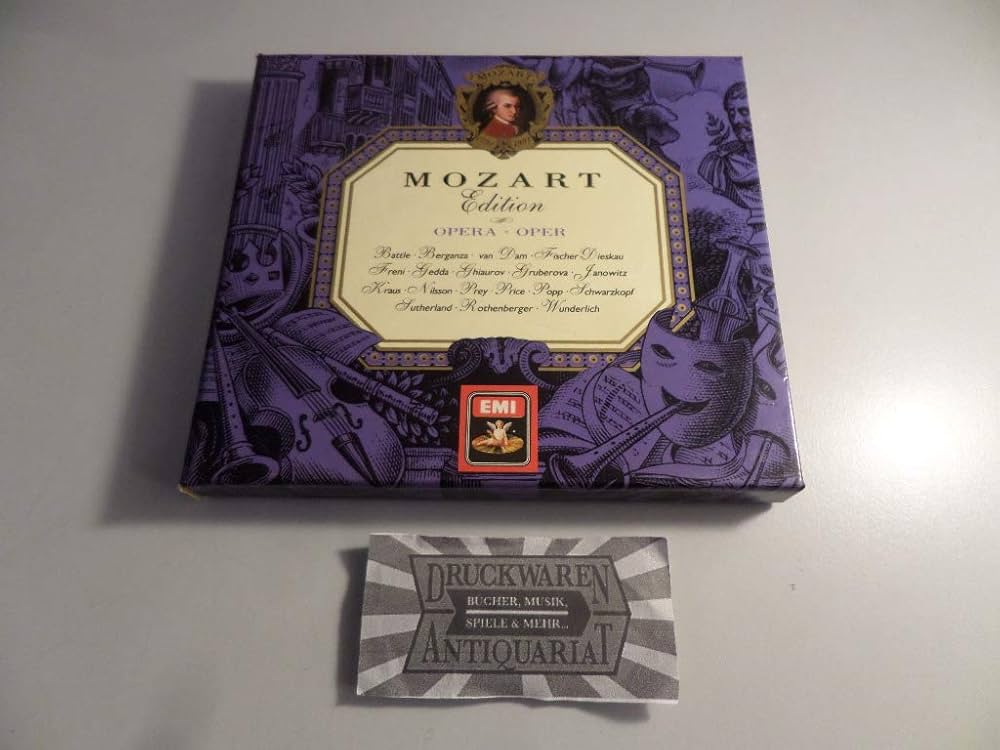 MOZART
MOZART
Edition
OPERA · OPER
Battle · Berganza · van Dam · Fischer Dieskau
Freni · Gedda · Ghiaurov · Gruberova · Janowitz
Kraus · Nilsson · Prey · Price · Popp · Schwarzkopf
Sutherland · Rothenberger · Wunderlich
EMI
DRUCKWAREN
BÜCHER, MUSIK,
SPIELE & MEHR...
ANTIQUARIAT